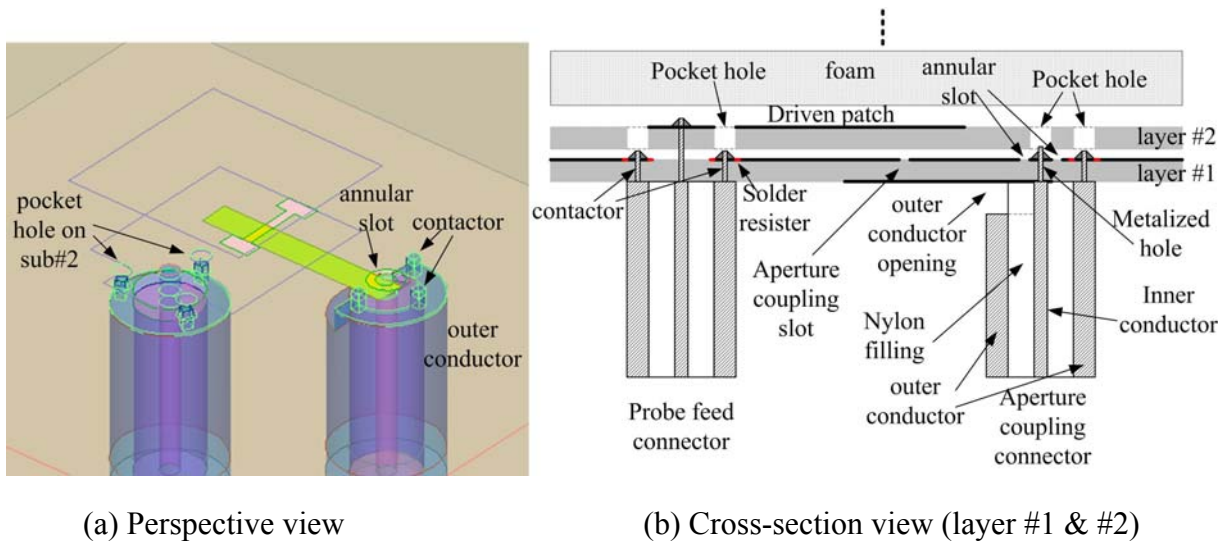 pocket
hole on
sub#2
annular
slot
contactor
outer
conductor
Pocket hole
foam
annular
slot
Pocket hole
Driven patch
layer #2
layer #1
contactor
Solder
resister
Aperture
coupling
slot
outer
conductor
opening
Metalized
hole
Nylon
filling
Inner
conductor
outer
conductor
Probe feed
connector
Aperture
coupling
connector
(a) Perspective view
(b) Cross-section view (layer #1 & #2)